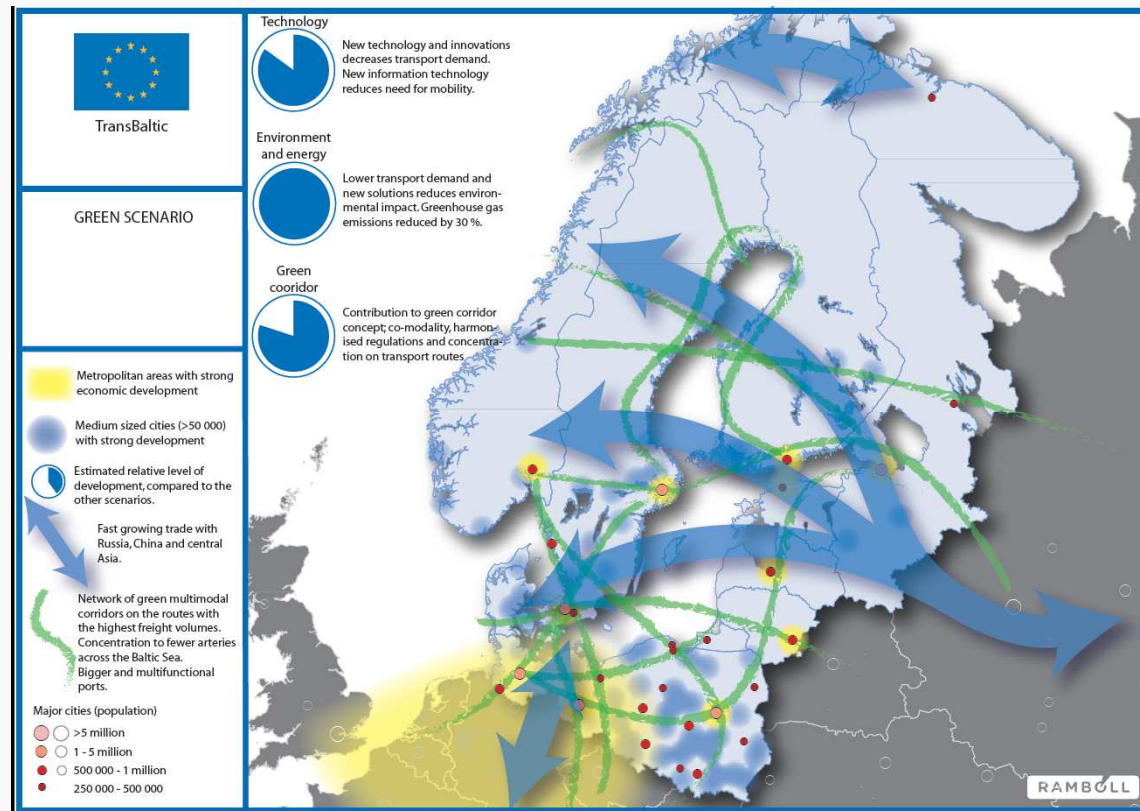 TransBaltic
GREEN SCENARIO
Technology
New technology and innovations
decreases transport demand.
New information technology
reduces need for mobility.
Environment
and energy
Lower transport demand and
new solutions reduces environ-
mental impact. Greenhouse gas
emissions reduced by 30 %.
Green
cooridor
Contribution to green corridor
concept; co-modality, harmon-
ised regulations and concentra-
tion on transport routes
Metropolitan areas with strong
economic development
Medium sized cities (>50 000)
with strong development
Estimated relative level of
development, compared to the
other scenarios.
Fast growing trade with
Russia, China and central
Asia.
Network of green multimodal
corridors on the routes with
the highest freight volumes.
Concentration to fewer arteries
across the Baltic Sea.
Bigger and multifunctional
ports.
Major cities (population)
>5 million
1 - 5 million
500 000 - 1 million
250 000 - 500 000
RAMBOLL